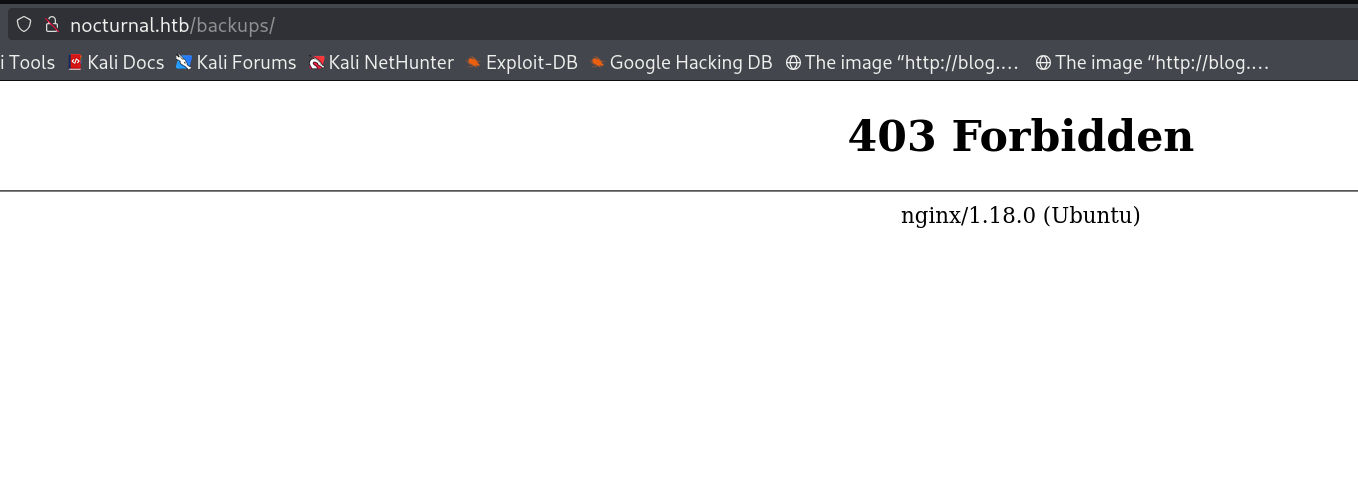 nocturnal.htb/backups/
i Tools Kali Docs Kali Forums Kali NetHunter Exploit-DB Google Hacking DB The image “http://blog.… The image “http://blog.…
403 Forbidden
nginx/1.18.0 (Ubuntu)